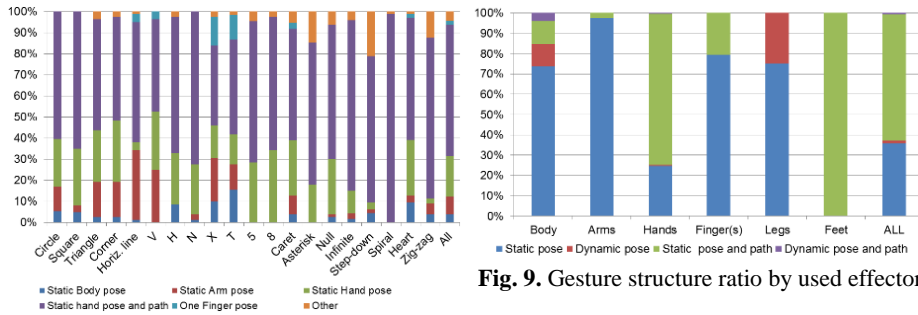 100%
90%
80%
70%
60%
50%
40%
30%
20%
10%
0%
Circle
Square
Triangle
Corner
Horiz. line
V
H
N
X
T
5
8
Caret
Asterisk
Null
Infinite
Step-down
Spiral
Heart
Zig-zag
All
Static Body pose
Static Arm pose
Static Hand pose
Static hand pose and path
One Finger pose
Other
100%
90%
80%
70%
60%
50%
40%
30%
20%
10%
0%
Body Arms Hands Finger(s) Legs Feet ALL
Static pose Dynamic pose Static pose and path Dynamic pose and path
Fig. 9. Gesture structure ratio by used effector